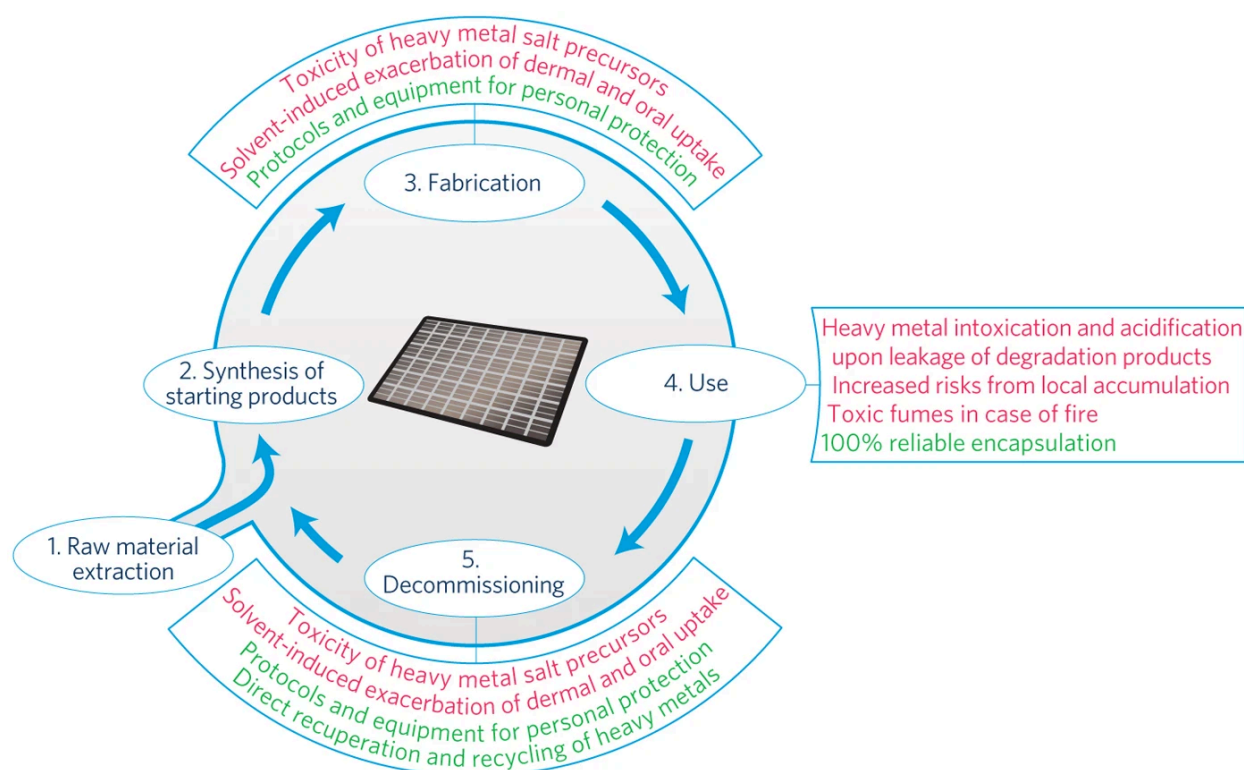 Toxicity of heavy metal salt precursors
Solvent-induced exacerbation of dermal and oral uptake
Protocols and equipment for personal protection
3. Fabrication
2. Synthesis of
starting products
4. Use
Heavy metal intoxication and acidification
upon leakage of degradation products
Increased risks from local accumulation
Toxic fumes in case of fire
100% reliable encapsulation
1. Raw material
extraction
5.
Decommissioning
Toxicity of heavy metal salt precursors
Solvent-induced exacerbation of dermal and oral uptake
Protocols and equipment for personal protection
Direct recuperation and recycling of heavy metals